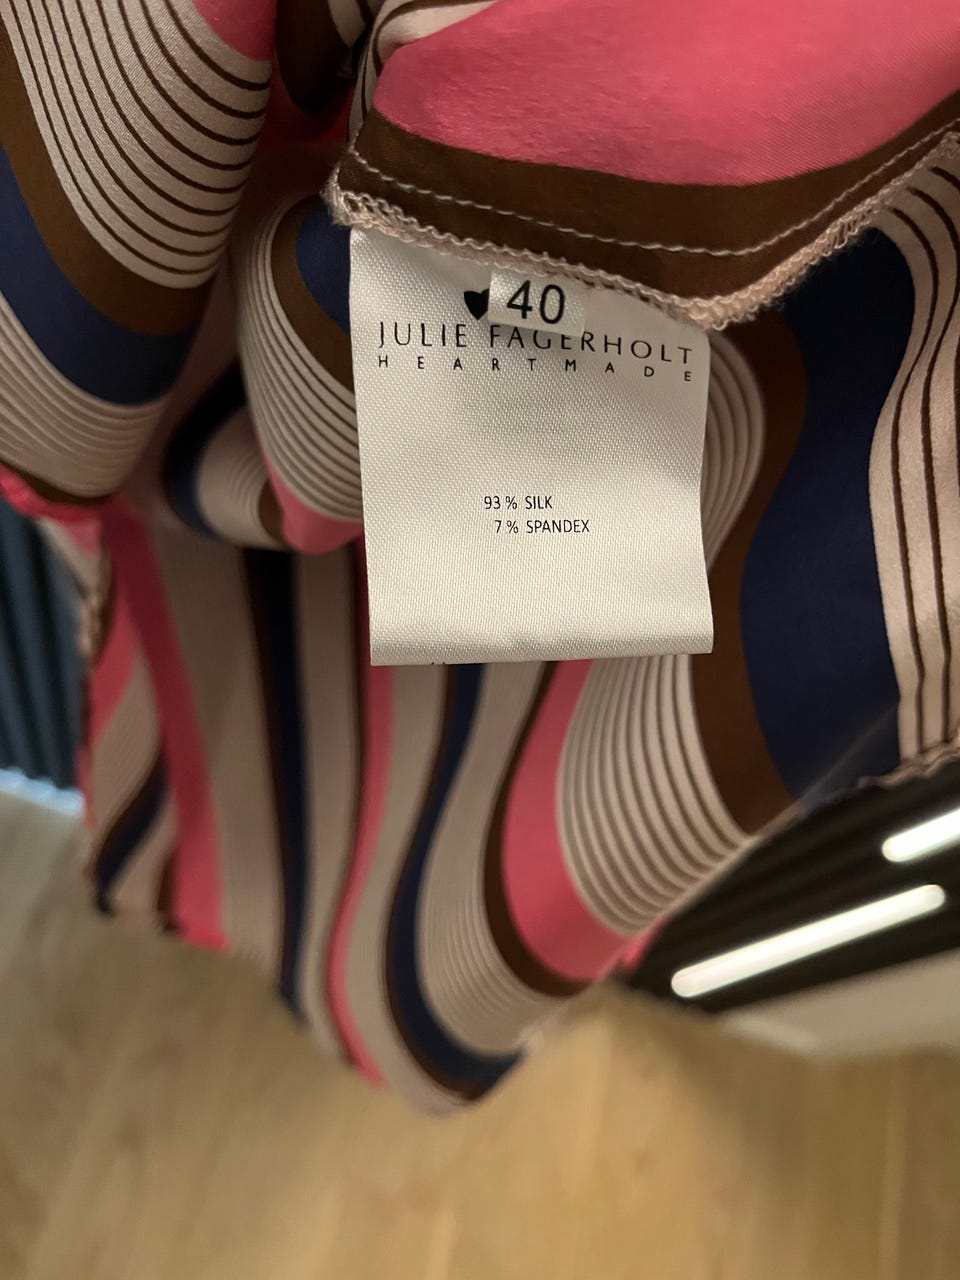 40
JULIE FAGERHOLT
HEARTMADE
93 % SILK
7 % SPANDEX